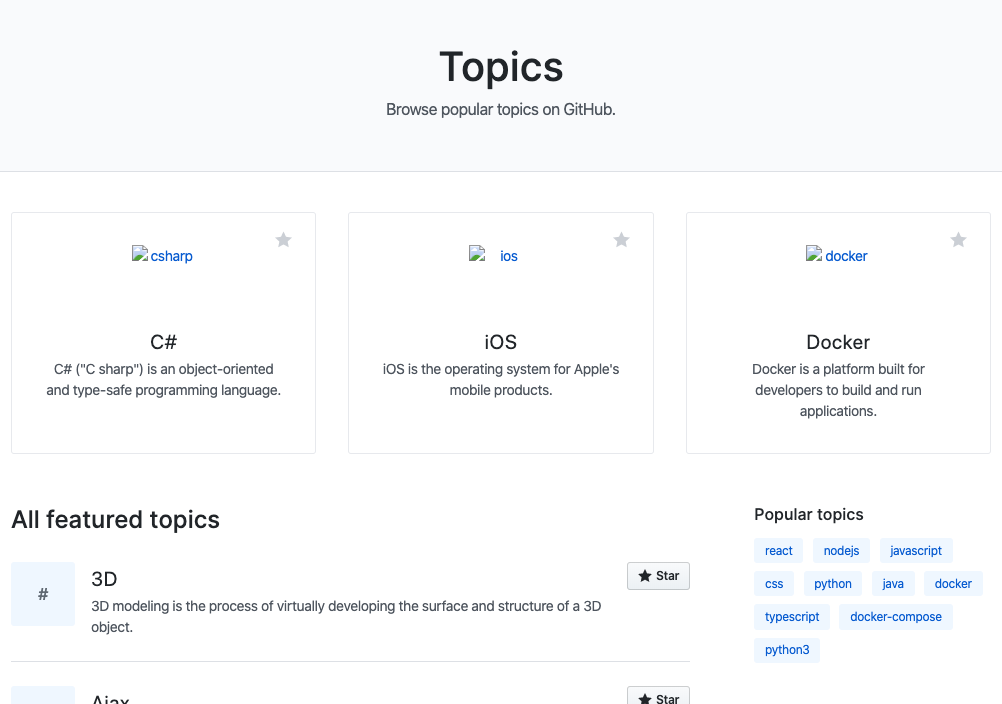 Topics
Browse popular topics on GitHub.
csharp
C#
C# ("C sharp") is an object-oriented
and type-safe programming language.
ios
iOS
iOS is the operating system for Apple's
mobile products.
docker
Docker
Docker is a platform built for
developers to build and run
applications.
All featured topics
#
3D
Star
3D modeling is the process of virtually developing the surface and structure of a 3D
object.
Ajax
Star
Popular topics
react nodejs javascript
css python java docker
typescript docker-compose
python3